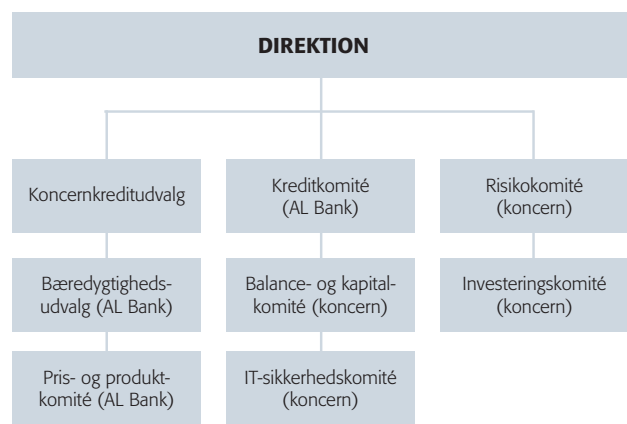 DIREKTION
Koncernkreditudvalg
Kreditkomité
(AL Bank)
Risikokomité
(koncern)
Bæredygtigheds-
udvalg (AL Bank)
Balance- og kapital-
komité (koncern)
Investeringskomité
(koncern)
Pris- og produkt-
komité (AL Bank)
IT-sikkerhedskomité
(koncern)